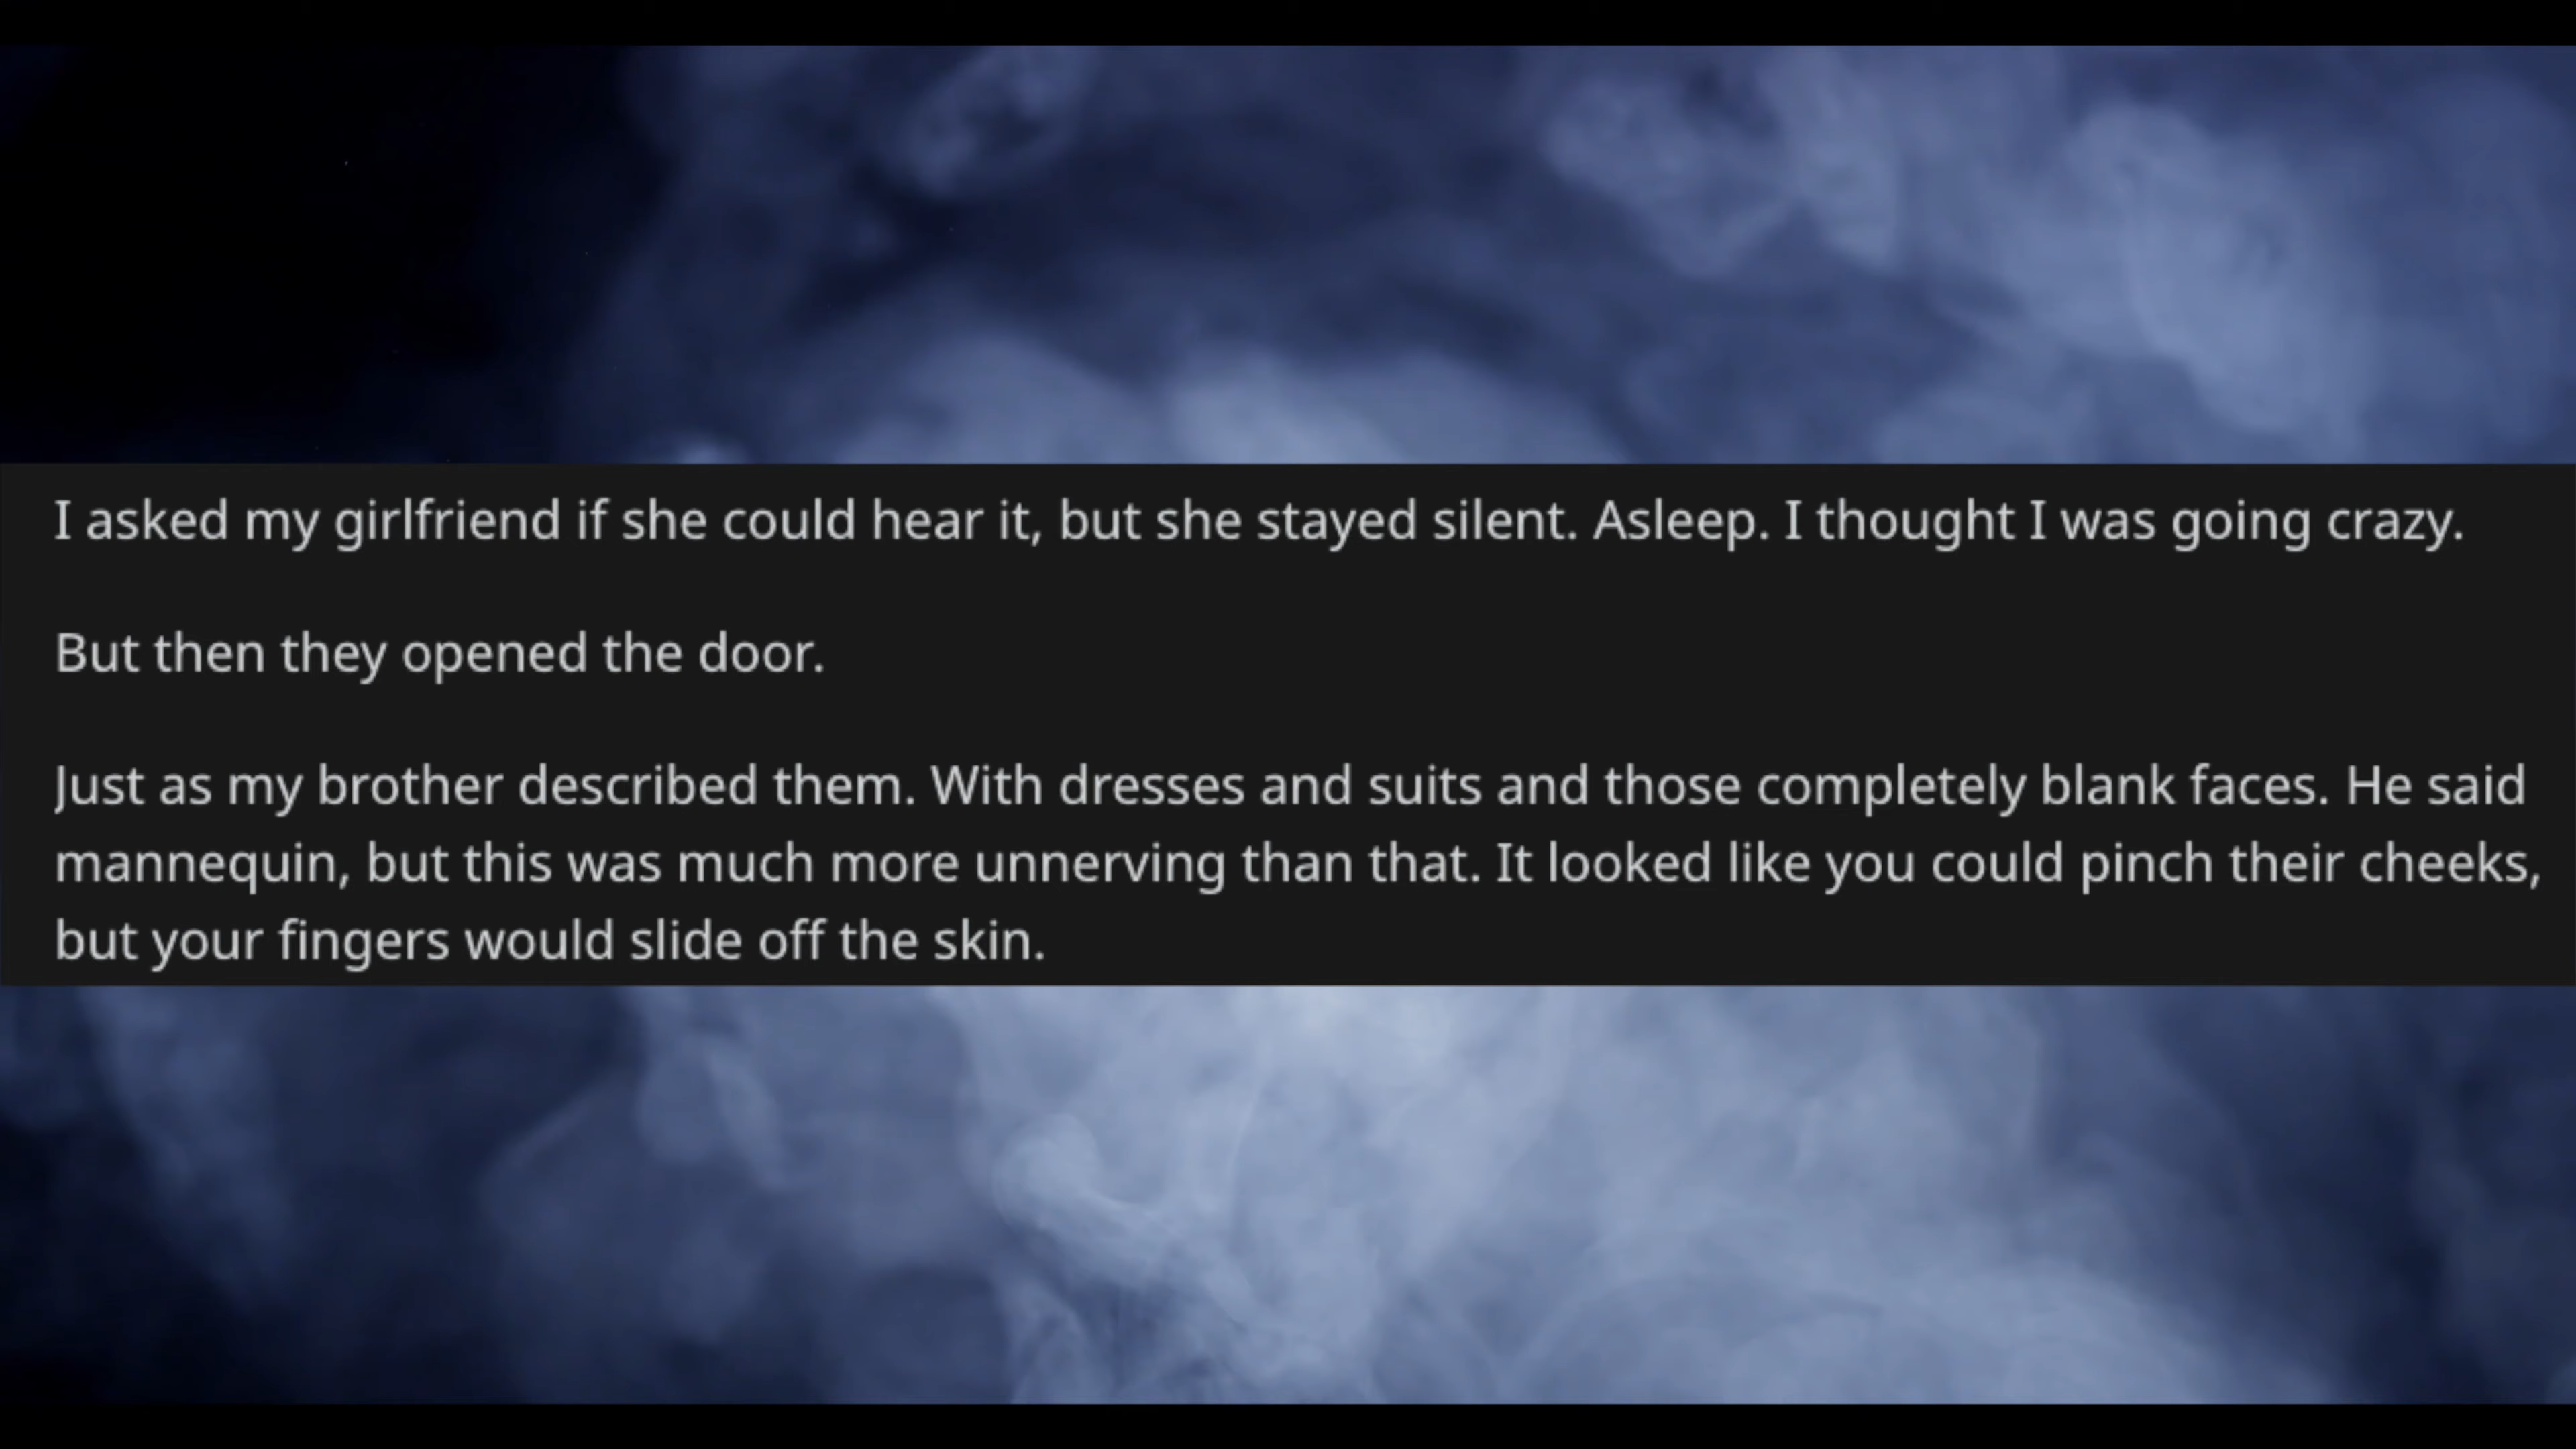 I asked my girlfriend if she could hear it, but she stayed silent. Asleep. I thought I was going crazy.
But then they opened the door.
Just as my brother described them. With dresses and suits and those completely blank faces. He said
mannequin, but this was much more unnerving than that. It looked like you could pinch their cheeks,
but your fingers would slide off the skin.